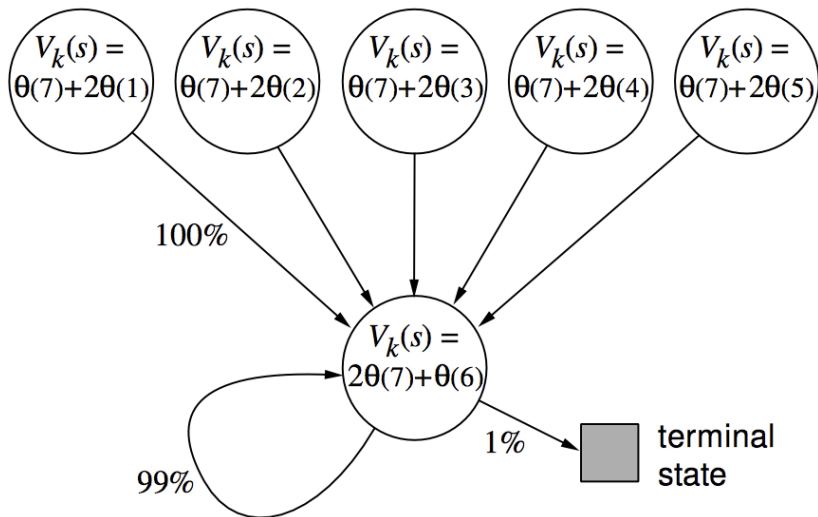 V_k(s) =
θ(7)+2θ(1)
V_k(s) =
θ(7)+2θ(2)
V_k(s) =
θ(7)+2θ(3)
V_k(s) =
θ(7)+2θ(4)
V_k(s) =
θ(7)+2θ(5)
100%
V_k(s) =
2θ(7)+θ(6)
99%
1%
terminal
state